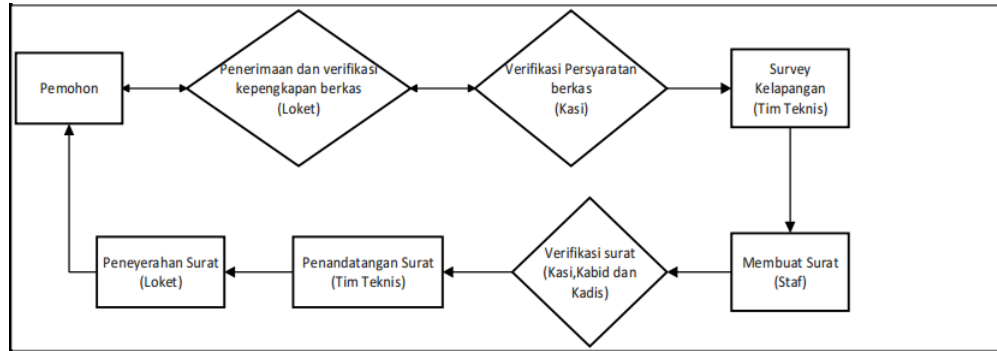 Pemohon
Penerimaan dan verifikasi
kepengkapan berkas
(Loket)
Verifikasi Persyaratan
berkas
(Kasi)
Survey
Kelapangan
(Tim Teknis)
Peneyerahan Surat
(Loket)
Penandatangan Surat
(Tim Teknis)
Verifikasi surat
(Kasi,Kabid dan
Kadis)
Membuat Surat
(Staf)